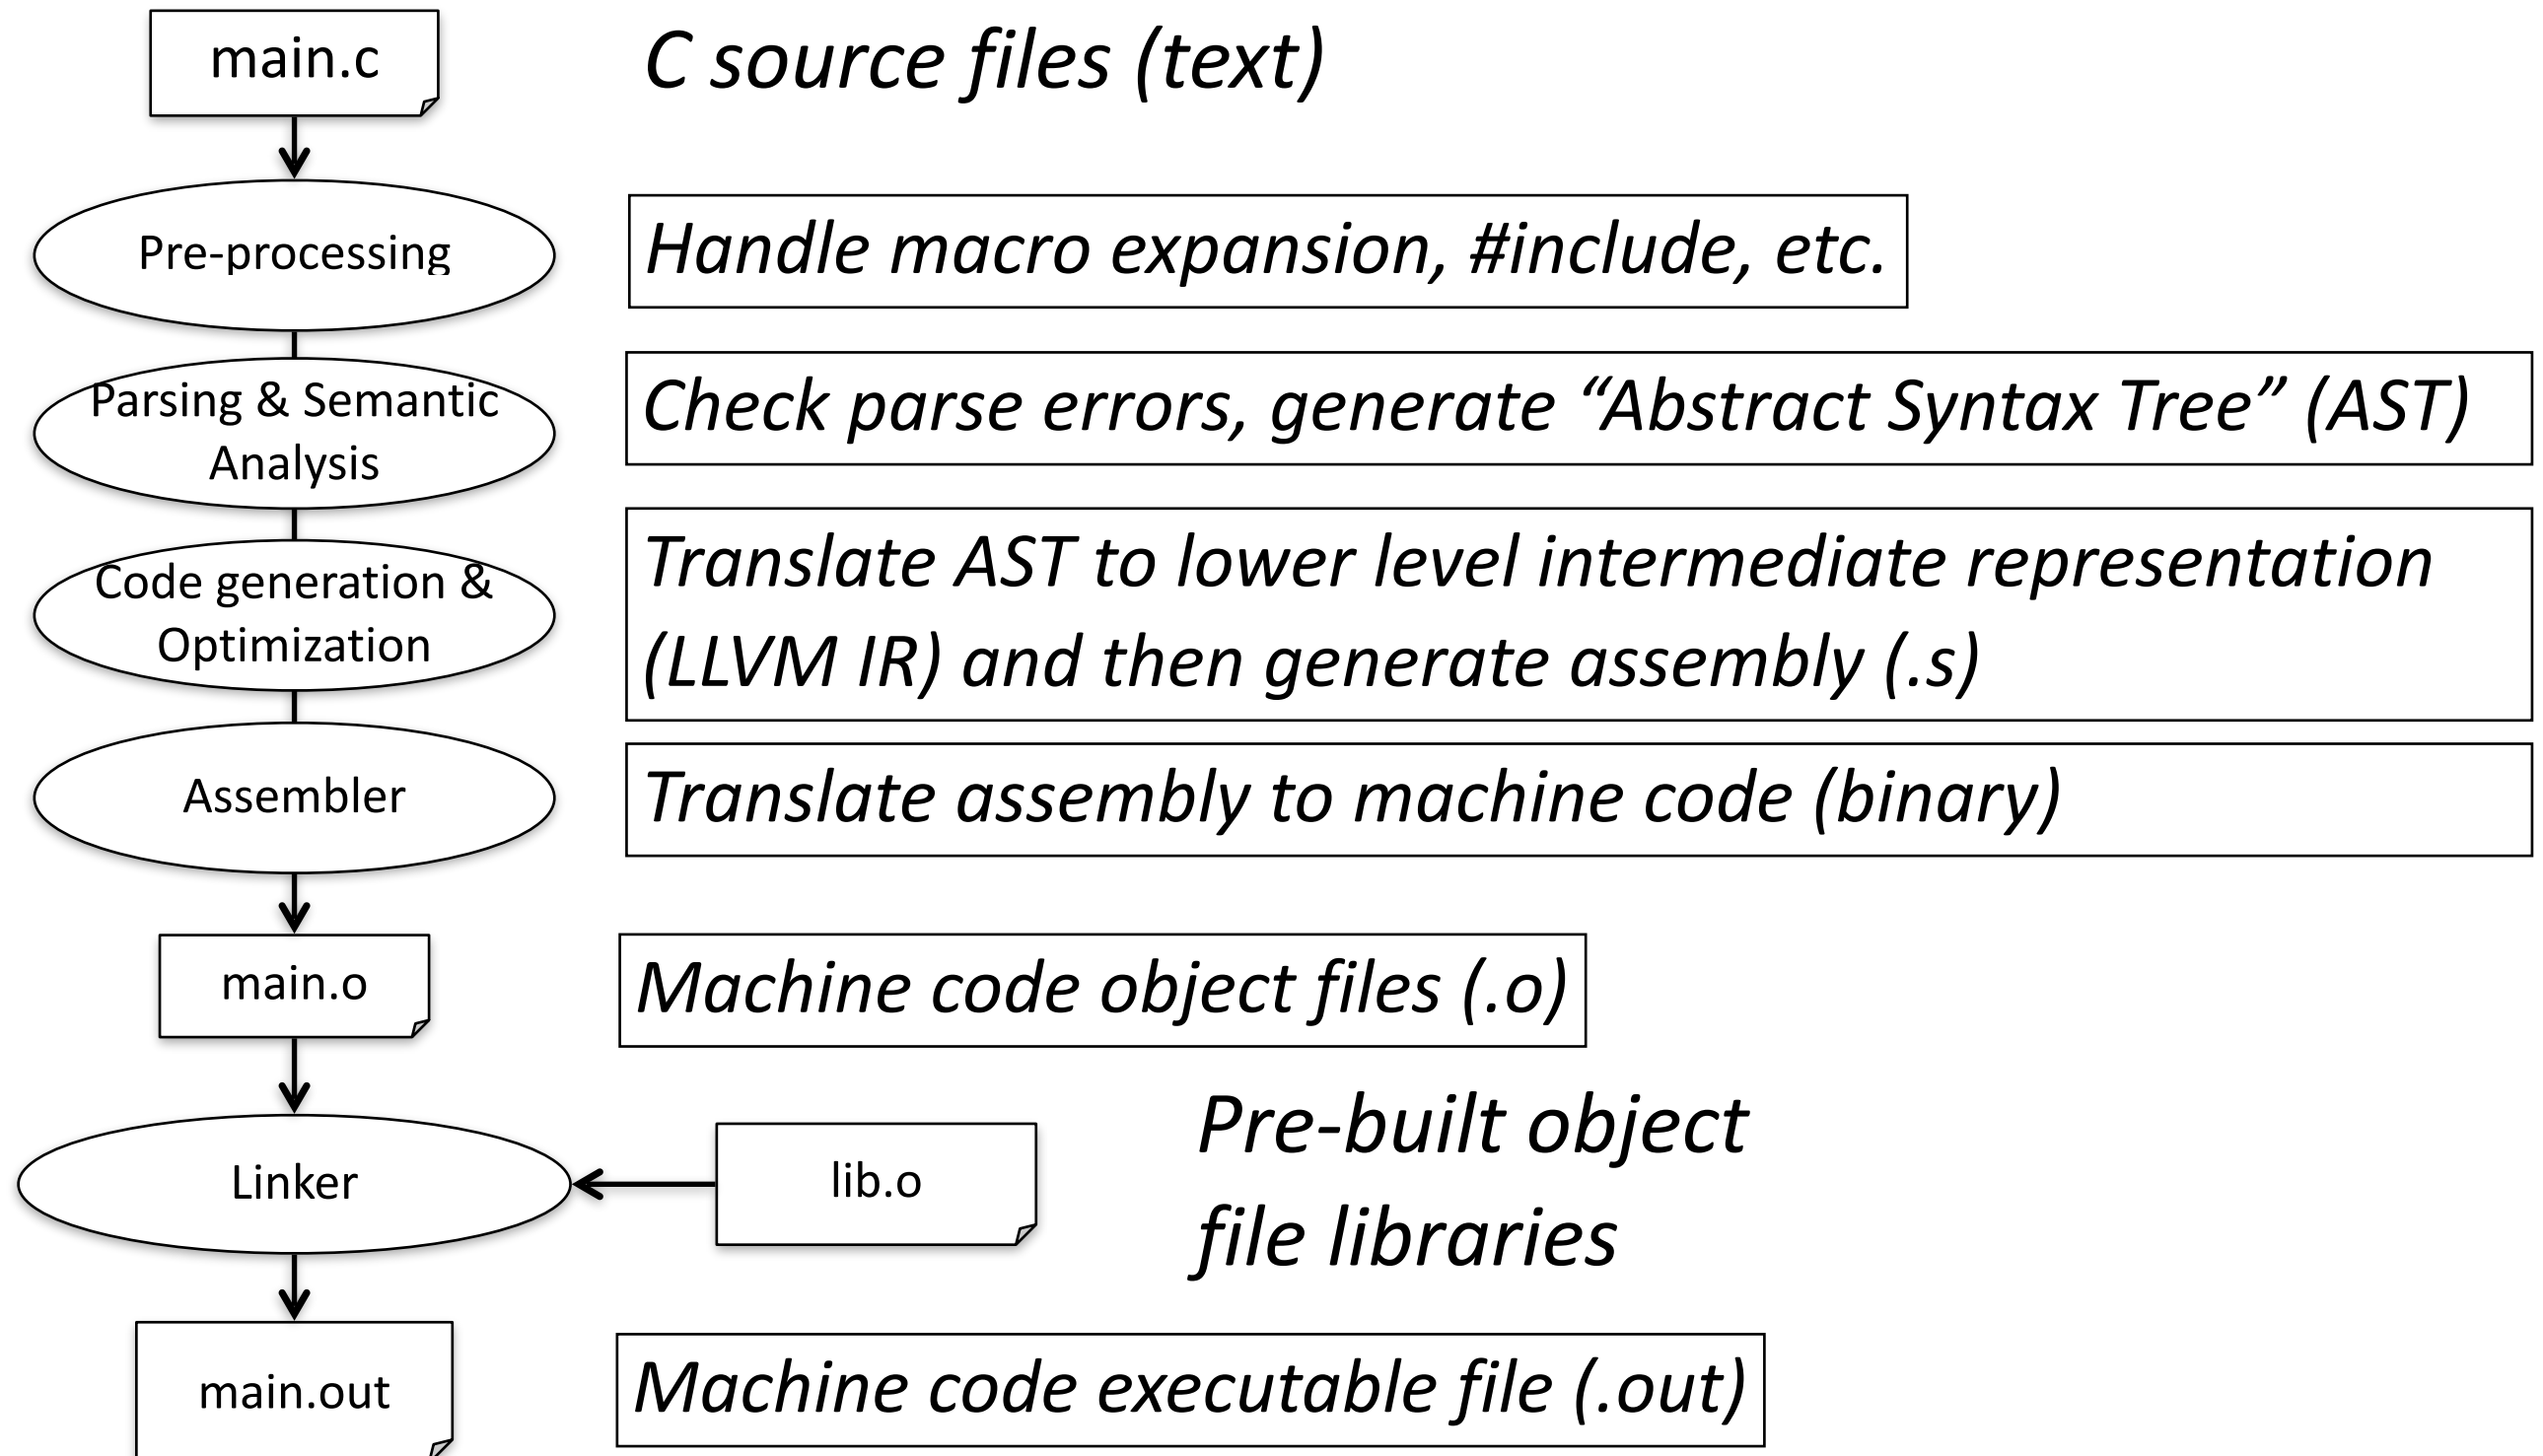 main.c
C source files (text)
Pre-processing
Handle macro expansion, #include, etc.
Parsing & Semantic
Analysis
Check parse errors, generate “Abstract Syntax Tree” (AST)
Code generation &
Optimization
Translate AST to lower level intermediate representation
(LLVM IR) and then generate assembly (.s)
Assembler
Translate assembly to machine code (binary)
main.o
Machine code object files (.o)
Linker
lib.o
Pre-built object
file libraries
main.out
Machine code executable file (.out)